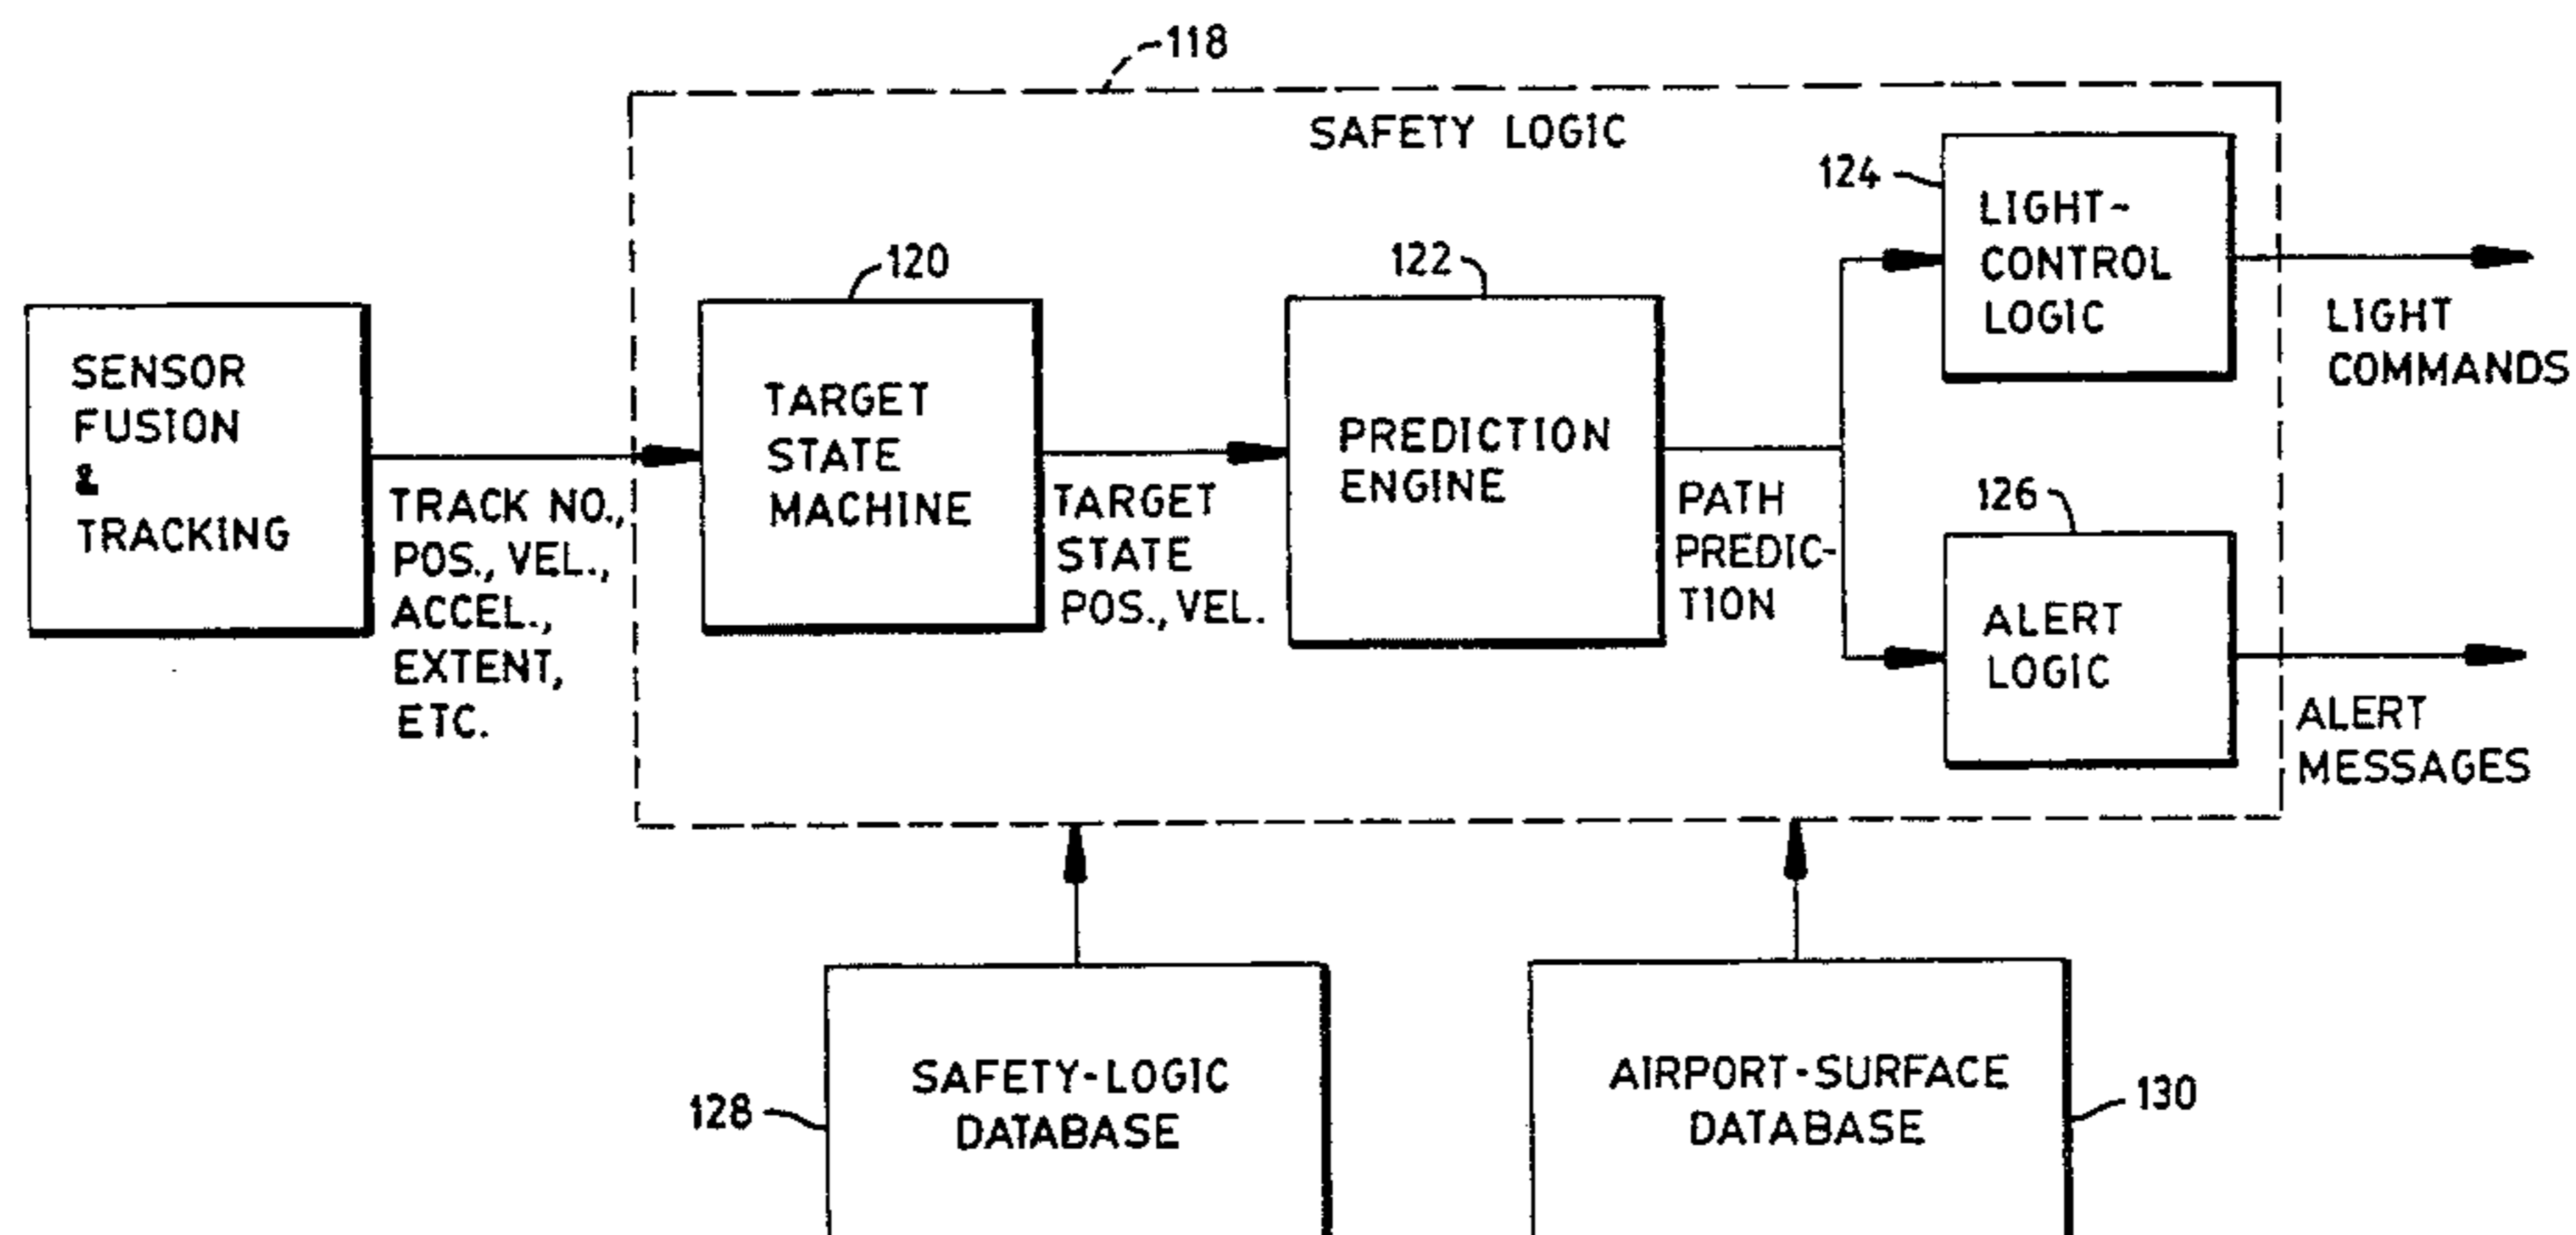 118
SAFETY LOGIC
124
LIGHT-
CONTROL
LOGIC
LIGHT
COMMANDS
120
122
SENSOR
FUSION
&
TRACKING
TRACK NO.,
POS., VEL.,
ACCEL.,
EXTENT,
ETC.
TARGET
STATE
MACHINE
TARGET
STATE
POS., VEL.
PREDICTION
ENGINE
PATH
PREDIC-
TION
126
ALERT
LOGIC
ALERT
MESSAGES
128
SAFETY-LOGIC
DATABASE
AIRPORT-SURFACE
DATABASE
130